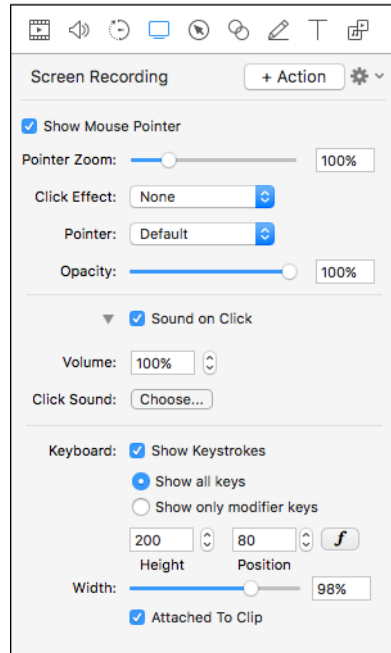 Screen Recording + Action
Show Mouse Pointer
Pointer Zoom: 100%
Click Effect: None
Pointer: Default
Opacity: 100%
Sound on Click
Volume: 100%
Click Sound: Choose...
Keyboard: Show Keystrokes
Show all keys
Show only modifier keys
200 80 f
Height Position
Width: 98%
Attached To Clip